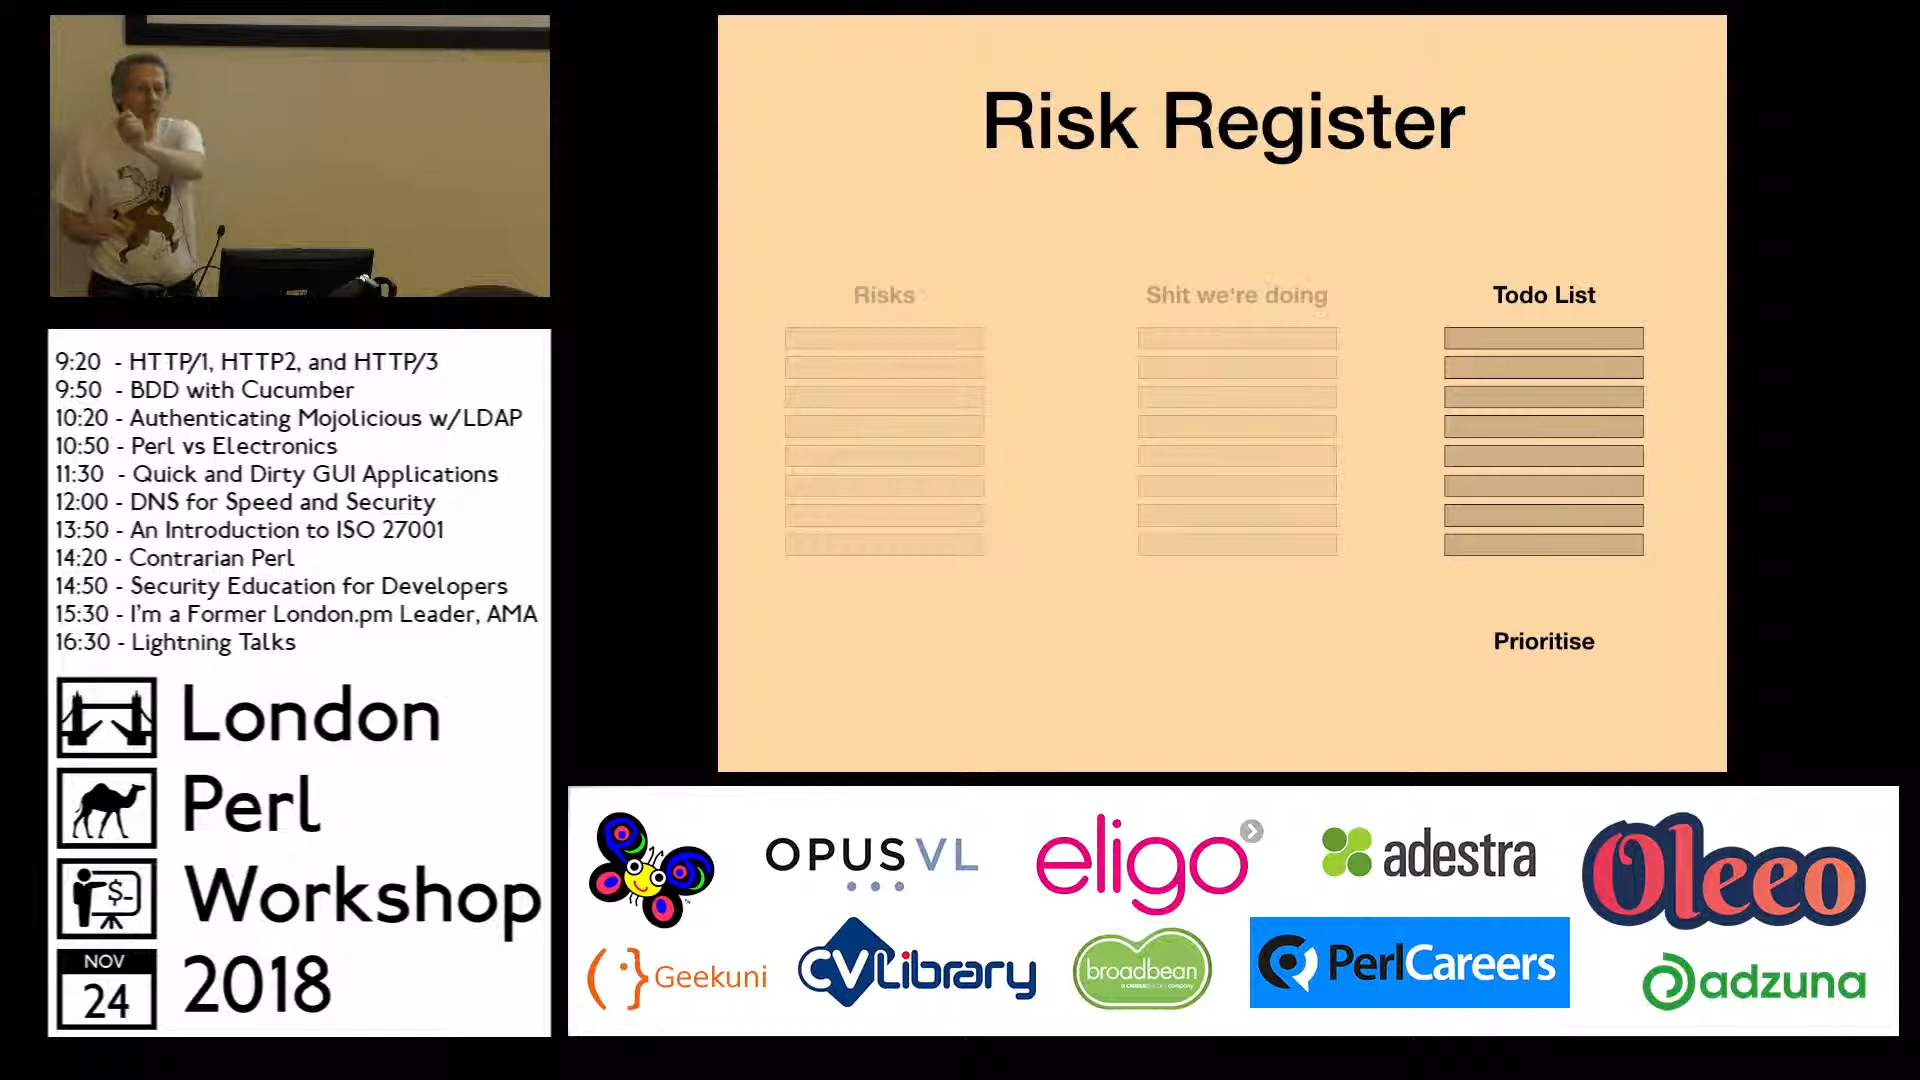 Risk Register
Risks
Shit we're doing
Todo List
Prioritise
9:20 - HTTP/1, HTTP2, and HTTP/3
9:50 - BDD with Cucumber
10:20 - Authenticating Mojolicious w/LDAP
10:50 - Perl vs Electronics
11:30 - Quick and Dirty GUI Applications
12:00 - DNS for Speed and Security
13:50 - An Introduction to ISO 27001
14:20 - Contrarian Perl
14:50 - Security Education for Developers
15:30 - I'm a Former London.pm Leader, AMA
16:30 - Lightning Talks
London
Perl
$-
Workshop
NOV
24
2018
OPUS VL
eligo
adestra
Oleeo
{:} Geekuni
CVLibrary
broadbean
PerlCareers
adzuna